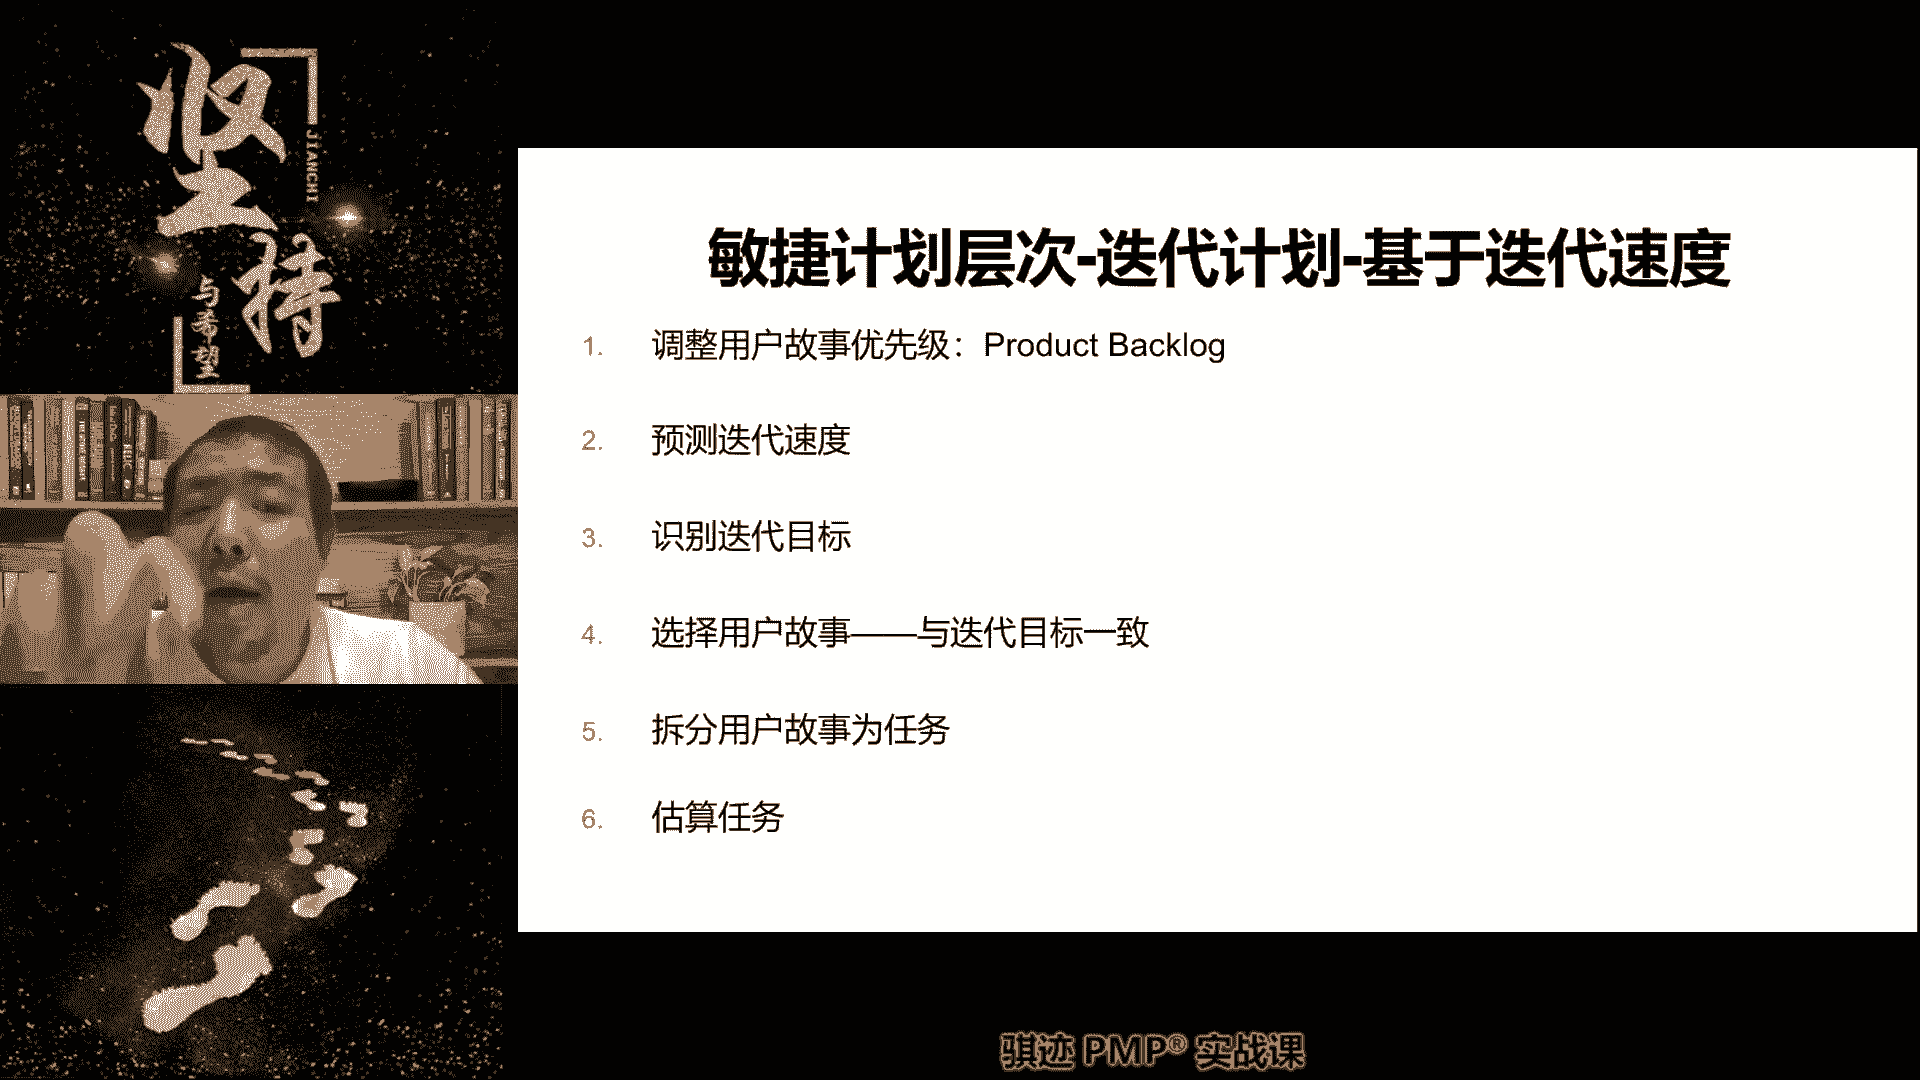 坚持
JIANCHI
与希望
敏捷计划层次-迭代计划-基于迭代速度
1. 调整用户故事优先级：Product Backlog
2. 预测迭代速度
3. 识别迭代目标
4. 选择用户故事——与迭代目标一致
5. 拆分用户故事为任务
6. 估算任务
骐迹 PMP® 实战课